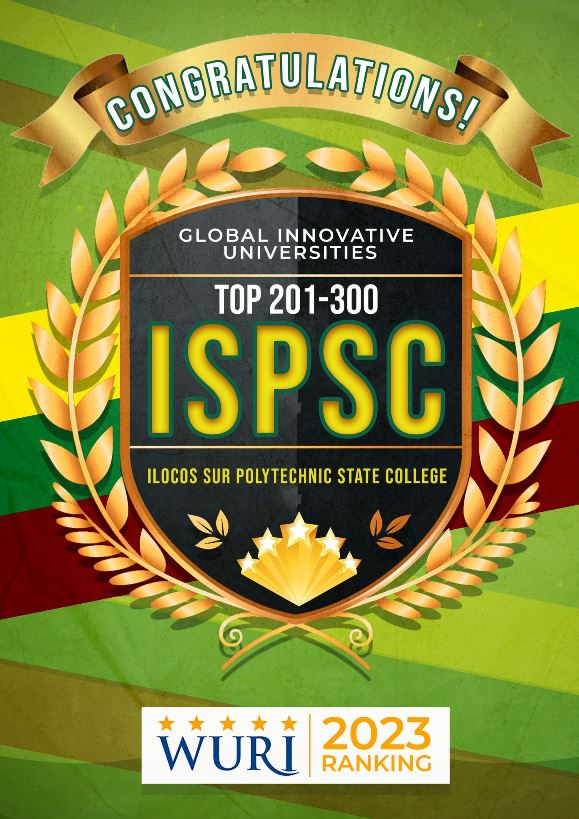 CONGRATULATIONS!
GLOBAL INNOVATIVE
UNIVERSITIES
TOP 201-300
ISPSC
ILOCOS SUR POLYTECHNIC STATE COLLEGE
WURI
2023
RANKING